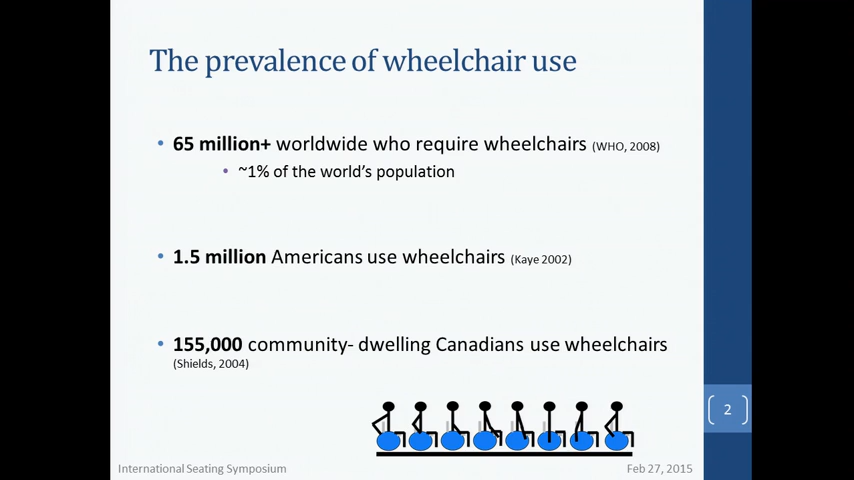 The prevalence of wheelchair use
• 65 million+ worldwide who require wheelchairs (WHO, 2008)
• ~1% of the world's population
• 1.5 million Americans use wheelchairs (Kaye 2002)
• 155,000 community- dwelling Canadians use wheelchairs
(Shields, 2004)
2
International Seating Symposium
Feb 27, 2015